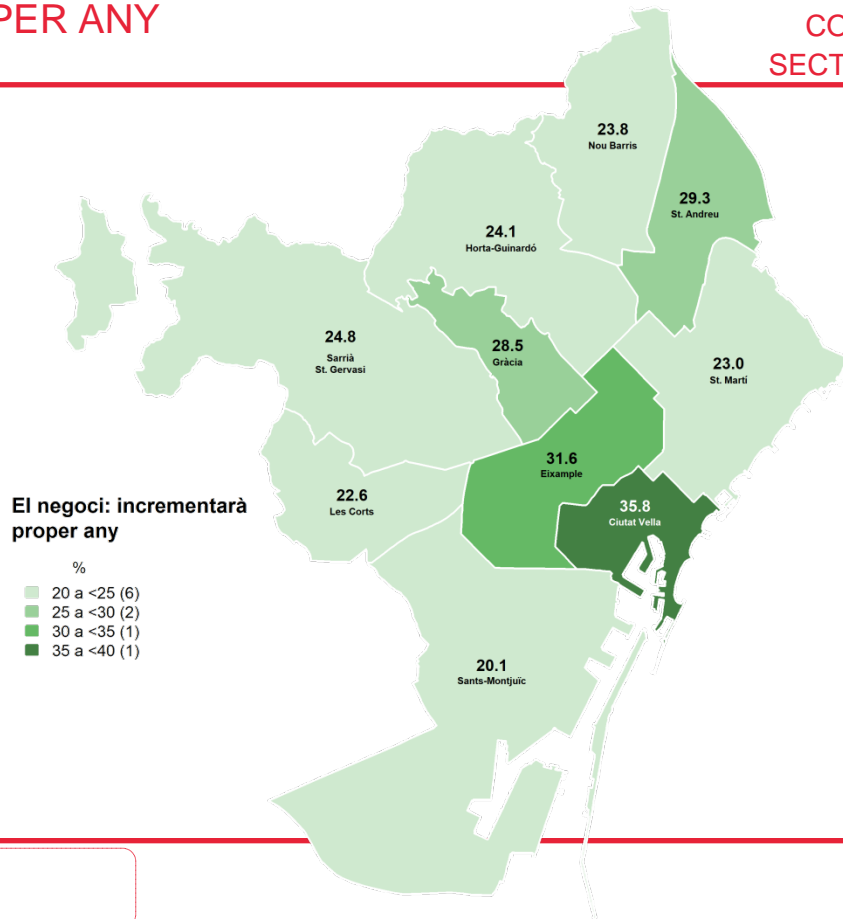 PER ANY
CO
SECT
23.8
Nou Barris
29.3
St. Andreu
24.1
Horta-Guinardó
24.8
Sarrià
St. Gervasi
28.5
Gràcia
23.0
St. Martí
31.6
Eixample
22.6
Les Corts
35.8
Ciutat Vella
20.1
Sants-Montjuïc
El negoci: incrementarà
proper any
%
20 a <25 (6)
25 a <30 (2)
30 a <35 (1)
35 a <40 (1)